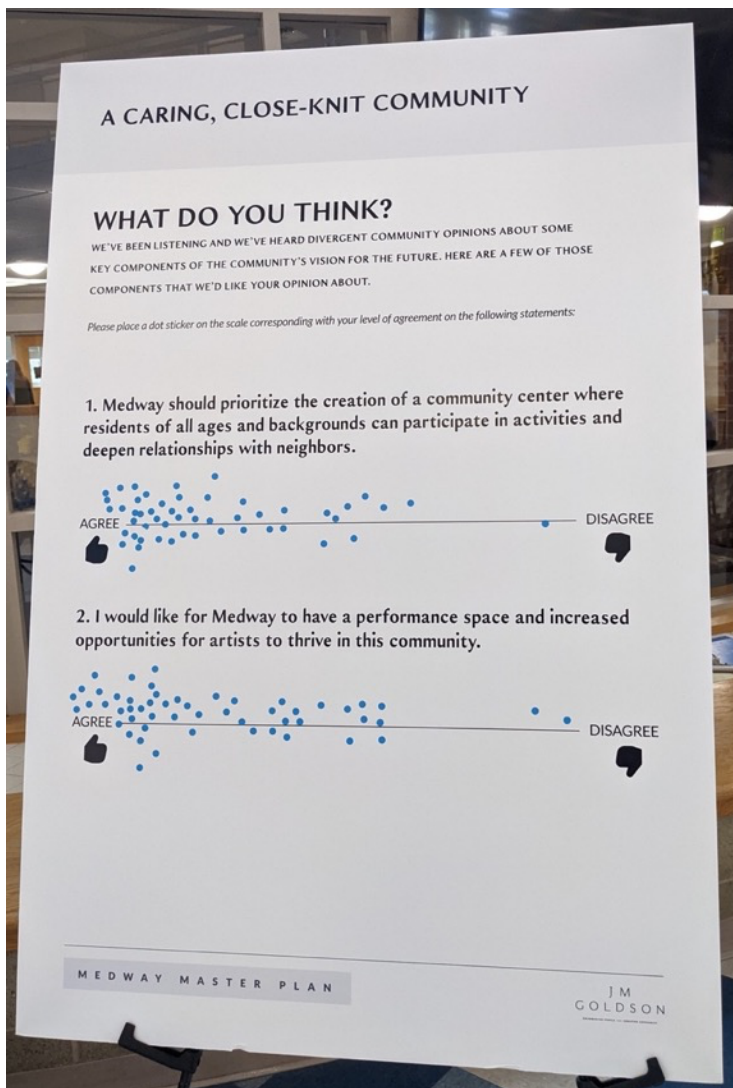 A CARING, CLOSE-KNIT COMMUNITY
WHAT DO YOU THINK?
WE'VE BEEN LISTENING AND WE'VE HEARD DIVERGENT COMMUNITY OPINIONS ABOUT SOME
KEY COMPONENTS OF THE COMMUNITY'S VISION FOR THE FUTURE. HERE ARE A FEW OF THOSE
COMPONENTS THAT WE'D LIKE YOUR OPINION ABOUT.
Please place a dot sticker on the scale corresponding with your level of agreement on the following statements:
1. Medway should prioritize the creation of a community center where
residents of all ages and backgrounds can participate in activities and
deepen relationships with neighbors.
AGREE DISAGREE
2. I would like for Medway to have a performance space and increased
opportunities for artists to thrive in this community.
AGREE DISAGREE
MEDWAY MASTER PLAN
JM
GOLDSON